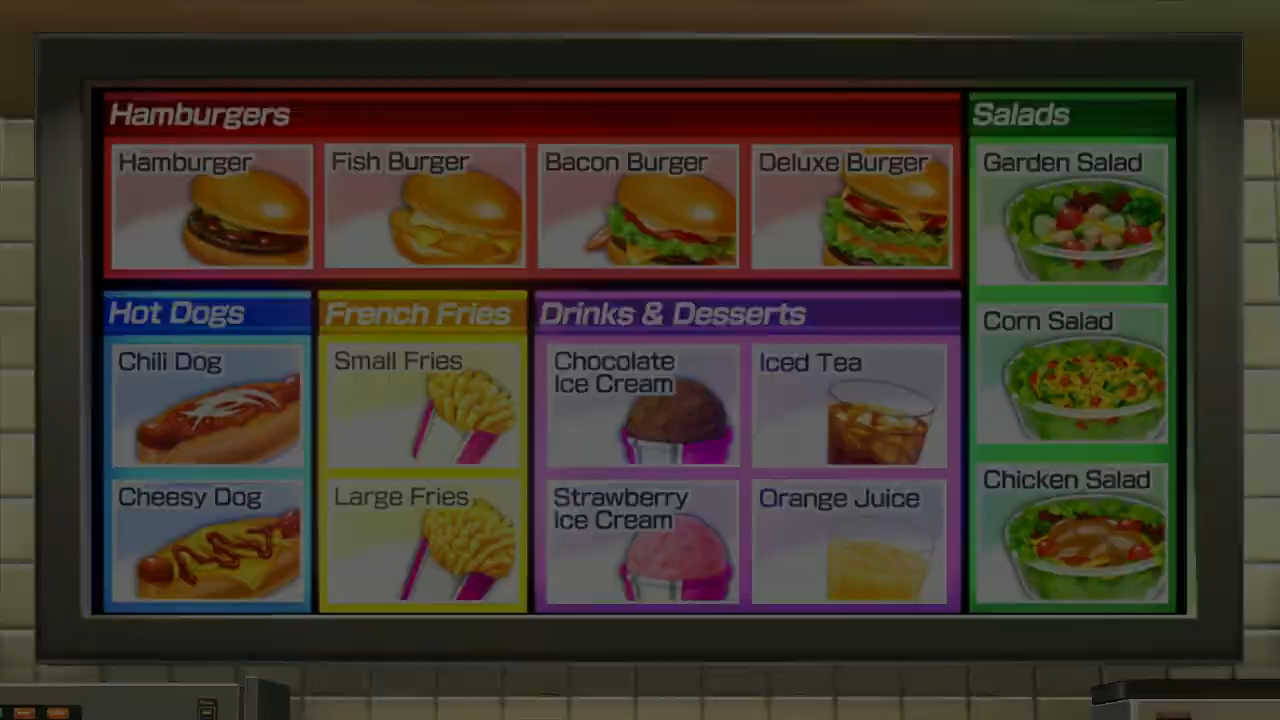 Hamburgers
Hamburger
Fish Burger
Bacon Burger
Deluxe Burger
Salads
Garden Salad
Corn Salad
Chicken Salad
Hot Dogs
Chili Dog
Cheesy Dog
French Fries
Small Fries
Large Fries
Drinks & Desserts
Chocolate
Ice Cream
Iced Tea
Strawberry
Ice Cream
Orange Juice